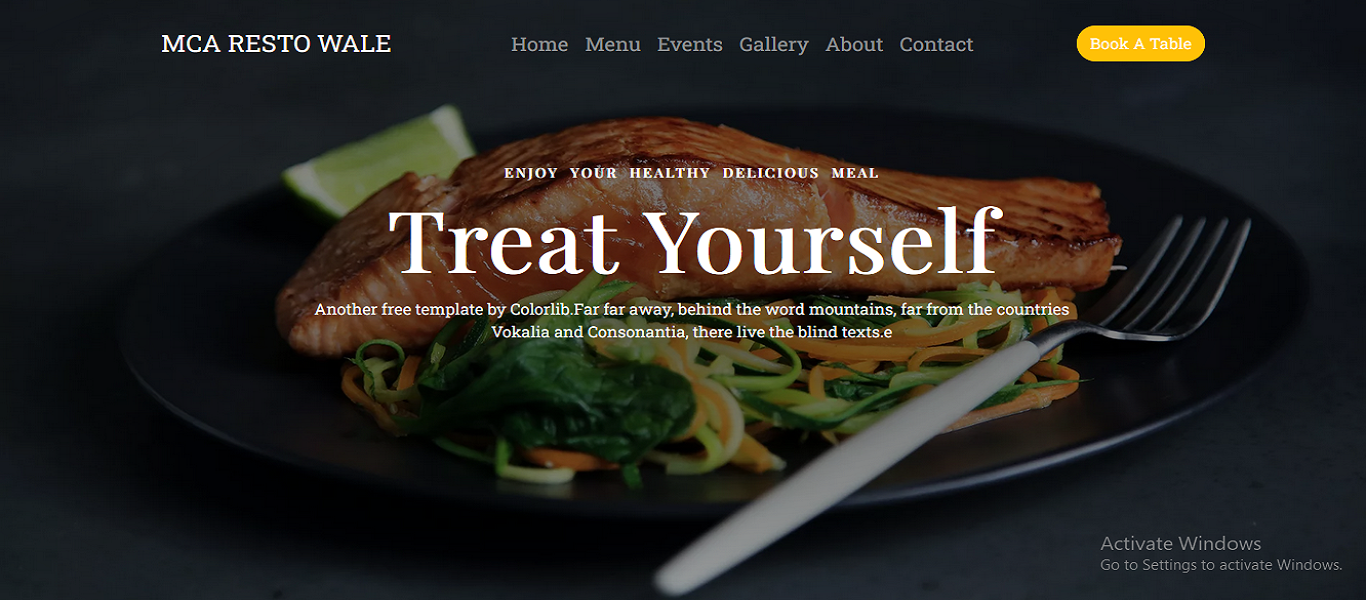 MCA RESTO WALE
Home Menu Events Gallery About Contact
Book A Table
ENJOY YOUR HEALTHY DELICIOUS MEAL
Treat Yourself
Another free template by Colorlib.Far far away, behind the word mountains, far from the countries
Vokalia and Consonantia, there live the blind texts.e
Activate Windows
Go to Settings to activate Windows.